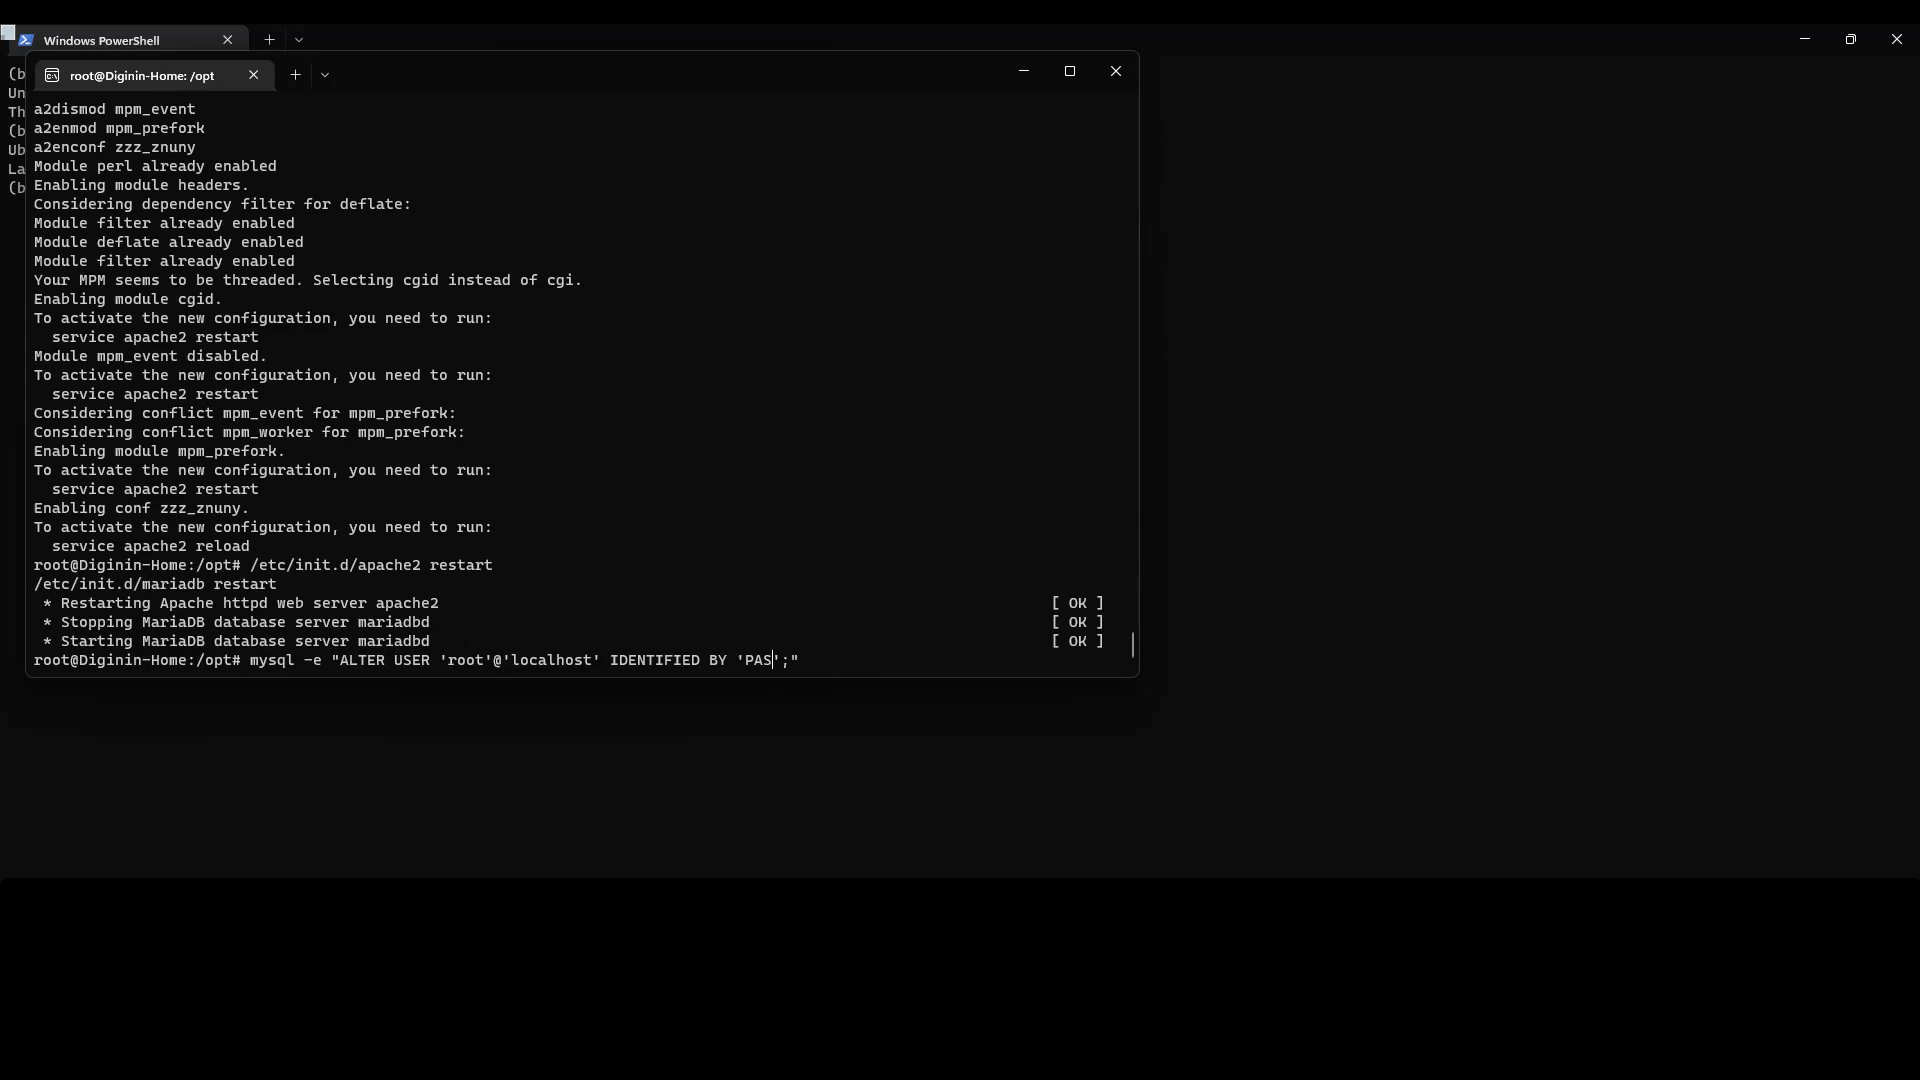 Windows PowerShell
(b
Un
Th
(b
Ub
La
(b
root@Diginin-Home: /opt
a2dismod mpm_event
a2enmod mpm_prefork
a2enconf zzz_znuny
Module perl already enabled
Enabling module headers.
Considering dependency filter for deflate:
Module filter already enabled
Module deflate already enabled
Module filter already enabled
Your MPM seems to be threaded. Selecting cgid instead of cgi.
Enabling module cgid.
To activate the new configuration, you need to run:
  service apache2 restart
Module mpm_event disabled.
To activate the new configuration, you need to run:
  service apache2 restart
Considering conflict mpm_event for mpm_prefork:
Considering conflict mpm_worker for mpm_prefork:
Enabling module mpm_prefork.
To activate the new configuration, you need to run:
  service apache2 restart
Enabling conf zzz_znuny.
To activate the new configuration, you need to run:
  service apache2 reload
root@Diginin-Home:/opt# /etc/init.d/apache2 restart
/etc/init.d/mariadb restart
 * Restarting Apache httpd web server apache2 [ OK ]
 * Stopping MariaDB database server mariadbd [ OK ]
 * Starting MariaDB database server mariadbd [ OK ]
root@Diginin-Home:/opt# mysql -e "ALTER USER 'root'@'localhost' IDENTIFIED BY 'PAS';"